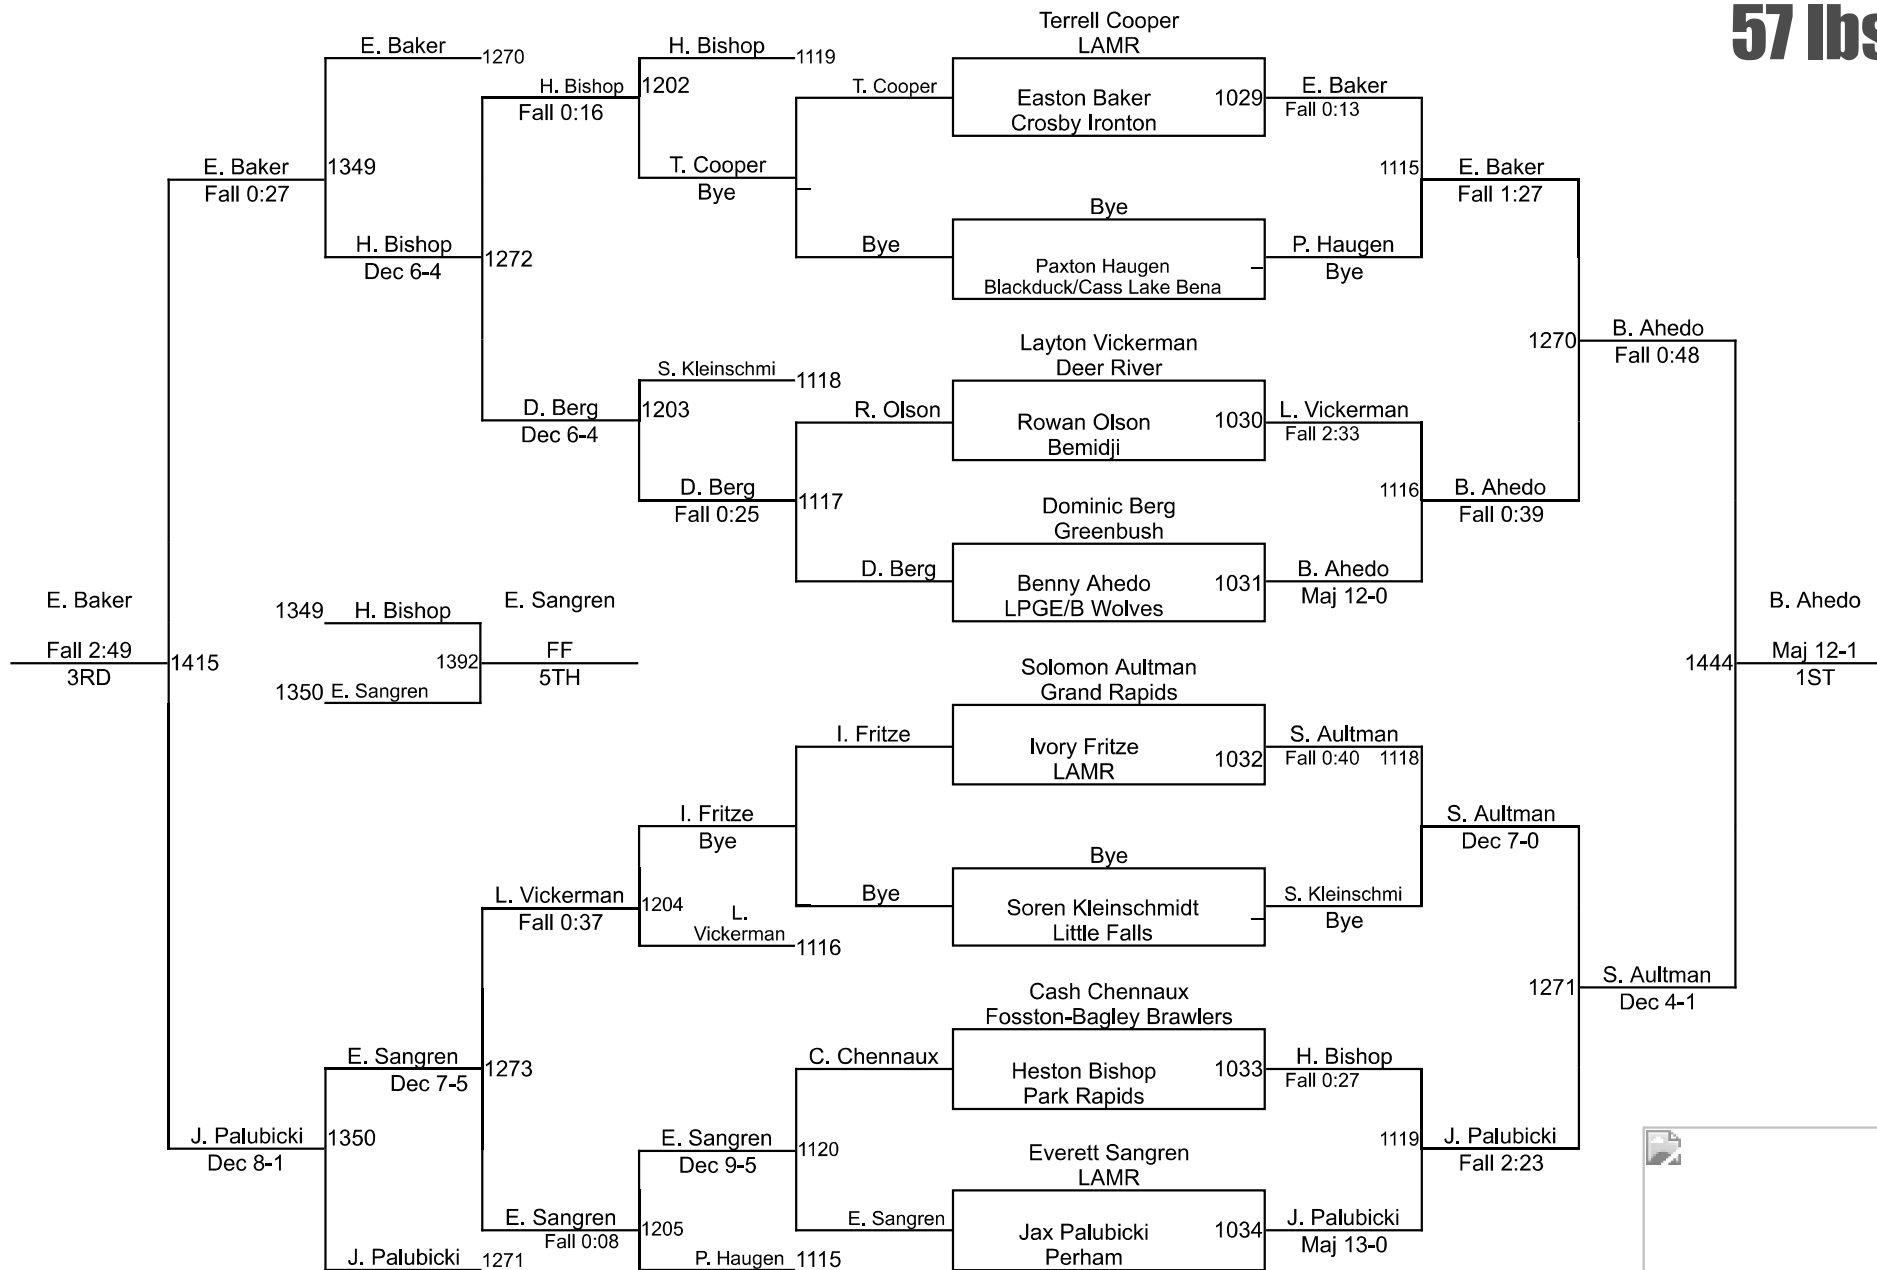 57 lbs
Terrell Cooper
LAMR
E. Baker
1270
H. Bishop
1119
H. Bishop
Fall 0:16
1202
T. Cooper
Easton Baker
Crosby Ironton
1029
E. Baker
Fall 0:13
E. Baker
Fall 0:27
1349
T. Cooper
Bye
1115
E. Baker
Fall 1:27
Bye
H. Bishop
Dec 6-4
1272
Bye
Paxton Haugen
Blackduck/Cass Lake Bena
P. Haugen
Bye
Layton Vickerman
Deer River
1270
B. Ahedo
Fall 0:48
S. Kleinschmi
1118
D. Berg
Dec 6-4
1203
R. Olson
Rowan Olson
Bemidji
1030
L. Vickerman
Fall 2:33
D. Berg
Fall 0:25
1117
1116
B. Ahedo
Fall 0:39
Dominic Berg
Greenbush
D. Berg
Benny Ahedo
LPGE/B Wolves
1031
B. Ahedo
Maj 12-0
E. Baker
Fall 2:49
3RD
1415
1349
H. Bishop
1392
1350
E. Sangren
E. Sangren
FF
5TH
1444
B. Ahedo
Maj 12-1
1ST
Solomon Aultman
Grand Rapids
I. Fritze
Ivory Fritze
LAMR
1032
S. Aultman
Fall 0:40
1118
I. Fritze
Bye
S. Aultman
Dec 7-0
Bye
L. Vickerman
Fall 0:37
1204
L.
Vickerman
1116
Bye
Soren Kleinschmidt
Little Falls
S. Kleinschmi
Bye
1271
S. Aultman
Dec 4-1
Cash Chennaux
Fosston-Bagley Brawlers
E. Sangren
Dec 7-5
1273
C. Chennaux
Heston Bishop
Park Rapids
1033
H. Bishop
Fall 0:27
J. Palubicki
Dec 8-1
1350
E. Sangren
Dec 9-5
1120
1119
J. Palubicki
Fall 2:23
Everett Sangren
LAMR
E. Sangren
Fall 0:08
1205
E. Sangren
Jax Palubicki
Perham
1034
J. Palubicki
Maj 13-0
J. Palubicki
1271
P. Haugen
1115